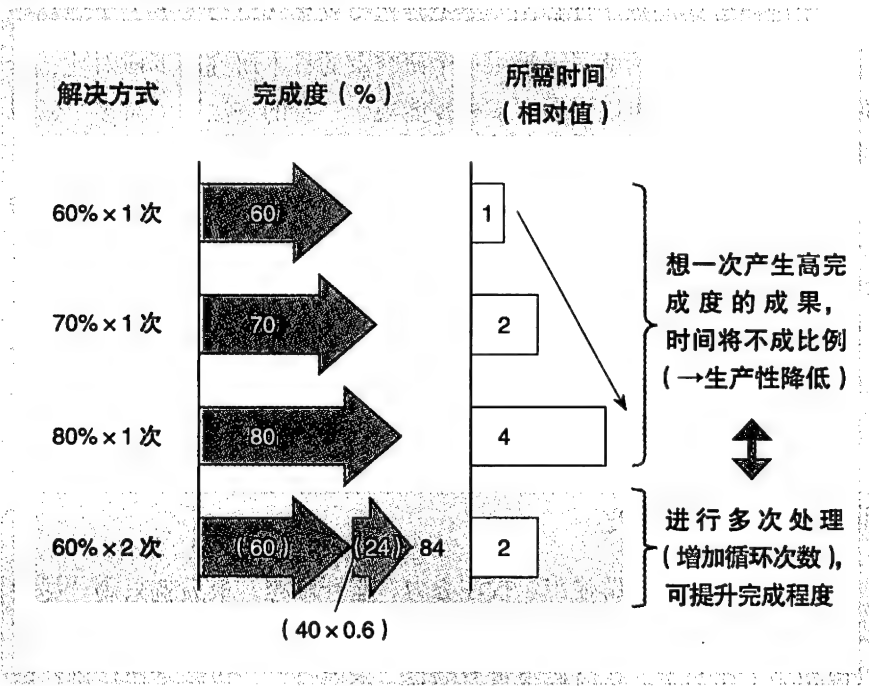 解决方式
完成度（%）
所需时间
（相对值）
60%×1次
60
1
70%×1次
70
2
80%×1次
80
4
想一次产生高完
成度的成果，
时间将不成比例
（→生产性降低）
60%×2次
（60）
（24）
84
2
（40×0.6）
进行多次处理
（增加循环次数），
可提升完成程度